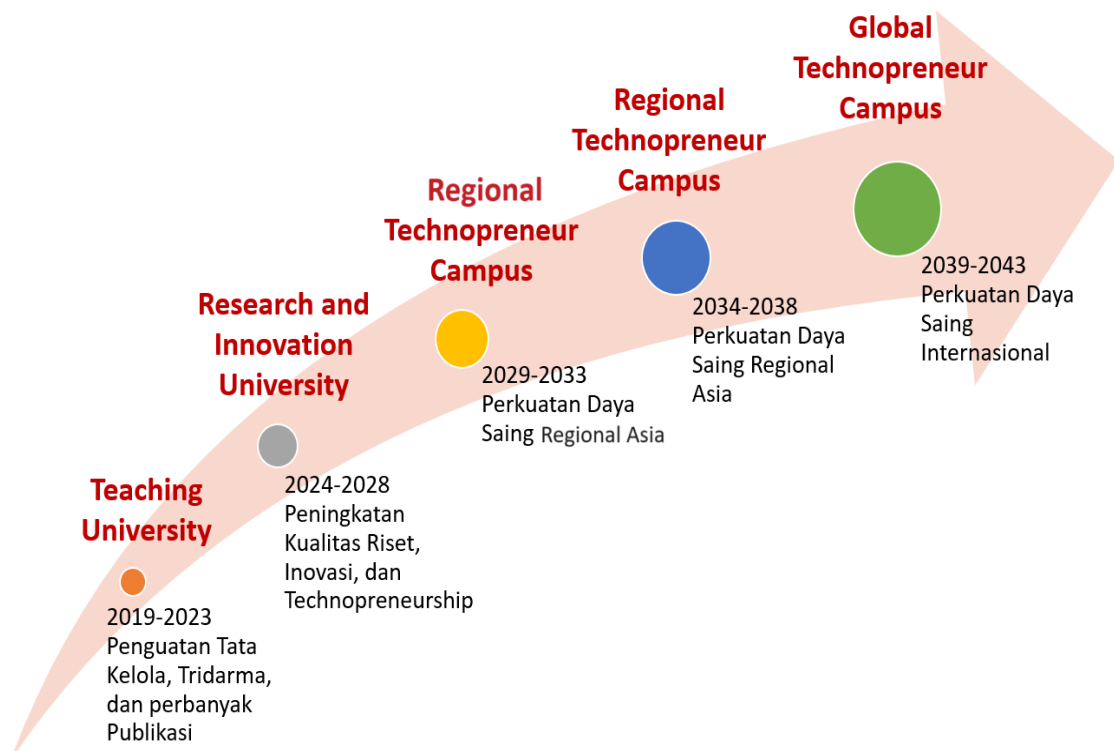 Teaching
University
2019-2023
Penguatan Tata
Kelola, Tridarma,
dan perbanyak
Publikasi
Research and
Innovation
University
2024-2028
Peningkatan
Kualitas Riset,
Inovasi, dan
Technopreneurship
Regional
Technopreneur
Campus
2029-2033
Perkuatan Daya
Saing Regional Asia
Regional
Technopreneur
Campus
2034-2038
Perkuatan Daya
Saing Regional
Asia
Global
Technopreneur
Campus
2039-2043
Perkuatan Daya
Saing
Internasional